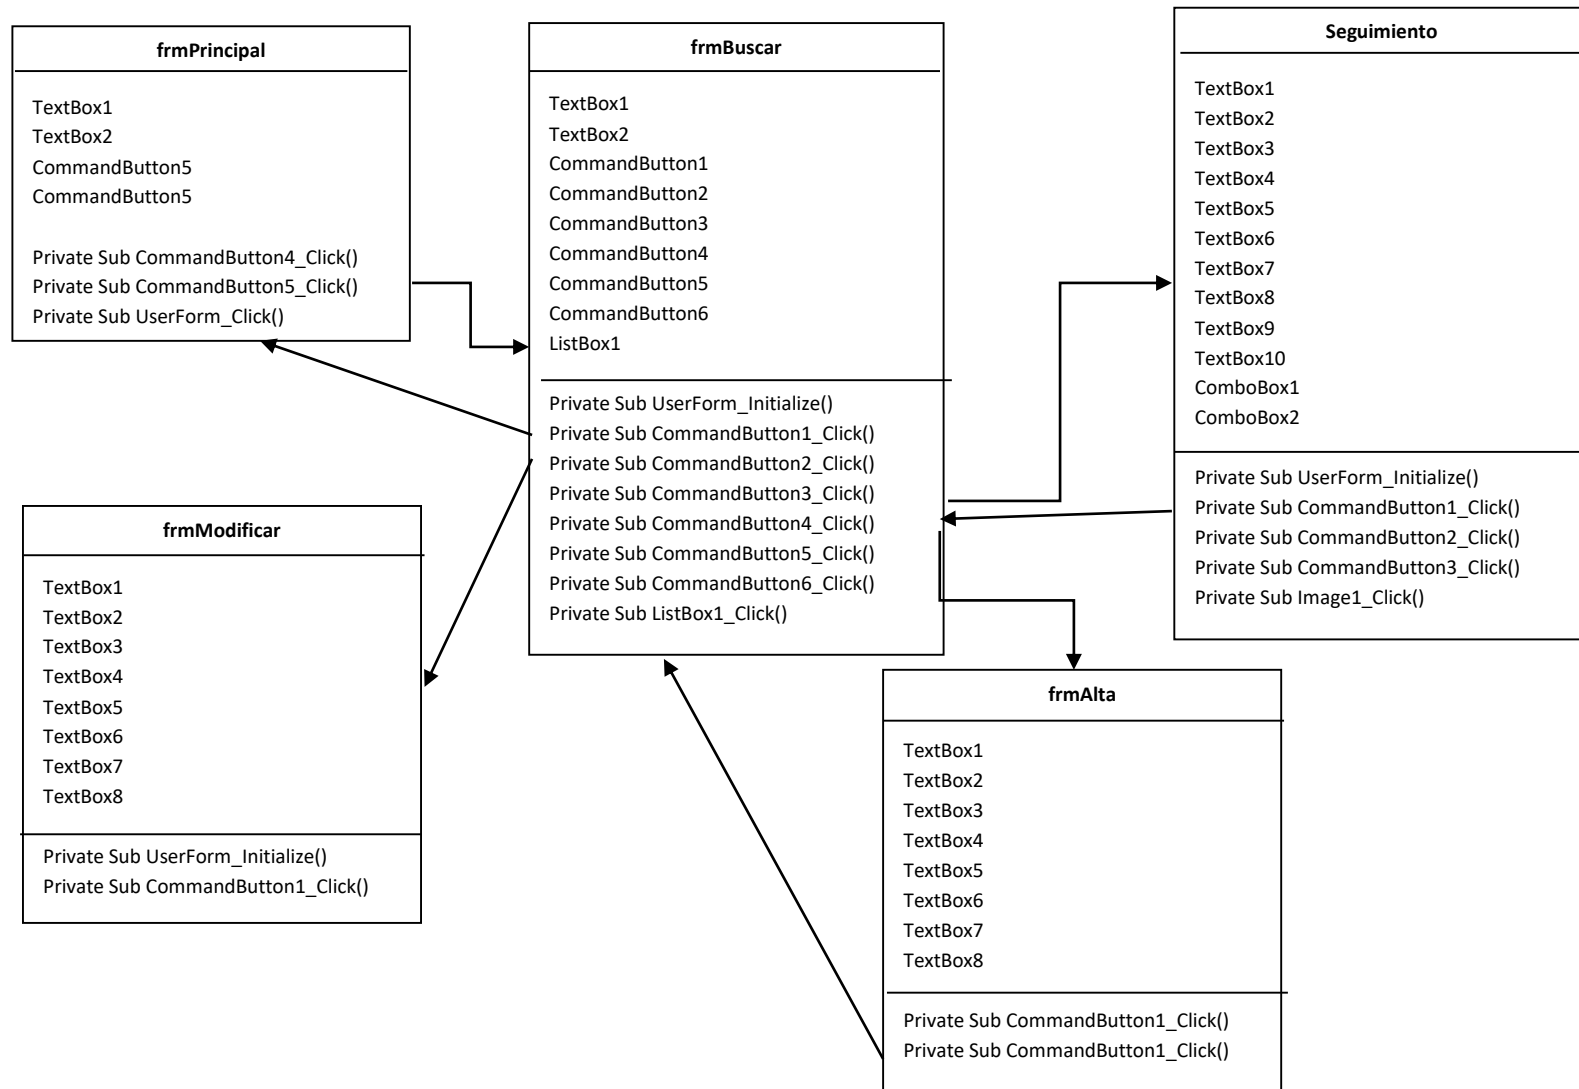 frmPrincipal
TextBox1
TextBox2
CommandButton5
CommandButton5
Private Sub CommandButton4_Click()
Private Sub CommandButton5_Click()
Private Sub UserForm_Click()
frmBuscar
TextBox1
TextBox2
CommandButton1
CommandButton2
CommandButton3
CommandButton4
CommandButton5
CommandButton6
ListBox1
Private Sub UserForm_Initialize()
Private Sub CommandButton1_Click()
Private Sub CommandButton2_Click()
Private Sub CommandButton3_Click()
Private Sub CommandButton4_Click()
Private Sub CommandButton5_Click()
Private Sub CommandButton6_Click()
Private Sub ListBox1_Click()
Seguimiento
TextBox1
TextBox2
TextBox3
TextBox4
TextBox5
TextBox6
TextBox7
TextBox8
TextBox9
TextBox10
ComboBox1
ComboBox2
Private Sub UserForm_Initialize()
Private Sub CommandButton1_Click()
Private Sub CommandButton2_Click()
Private Sub CommandButton3_Click()
Private Sub Image1_Click()
frmModificar
TextBox1
TextBox2
TextBox3
TextBox4
TextBox5
TextBox6
TextBox7
TextBox8
Private Sub UserForm_Initialize()
Private Sub CommandButton1_Click()
frmAlta
TextBox1
TextBox2
TextBox3
TextBox4
TextBox5
TextBox6
TextBox7
TextBox8
Private Sub CommandButton1_Click()
Private Sub CommandButton1_Click()